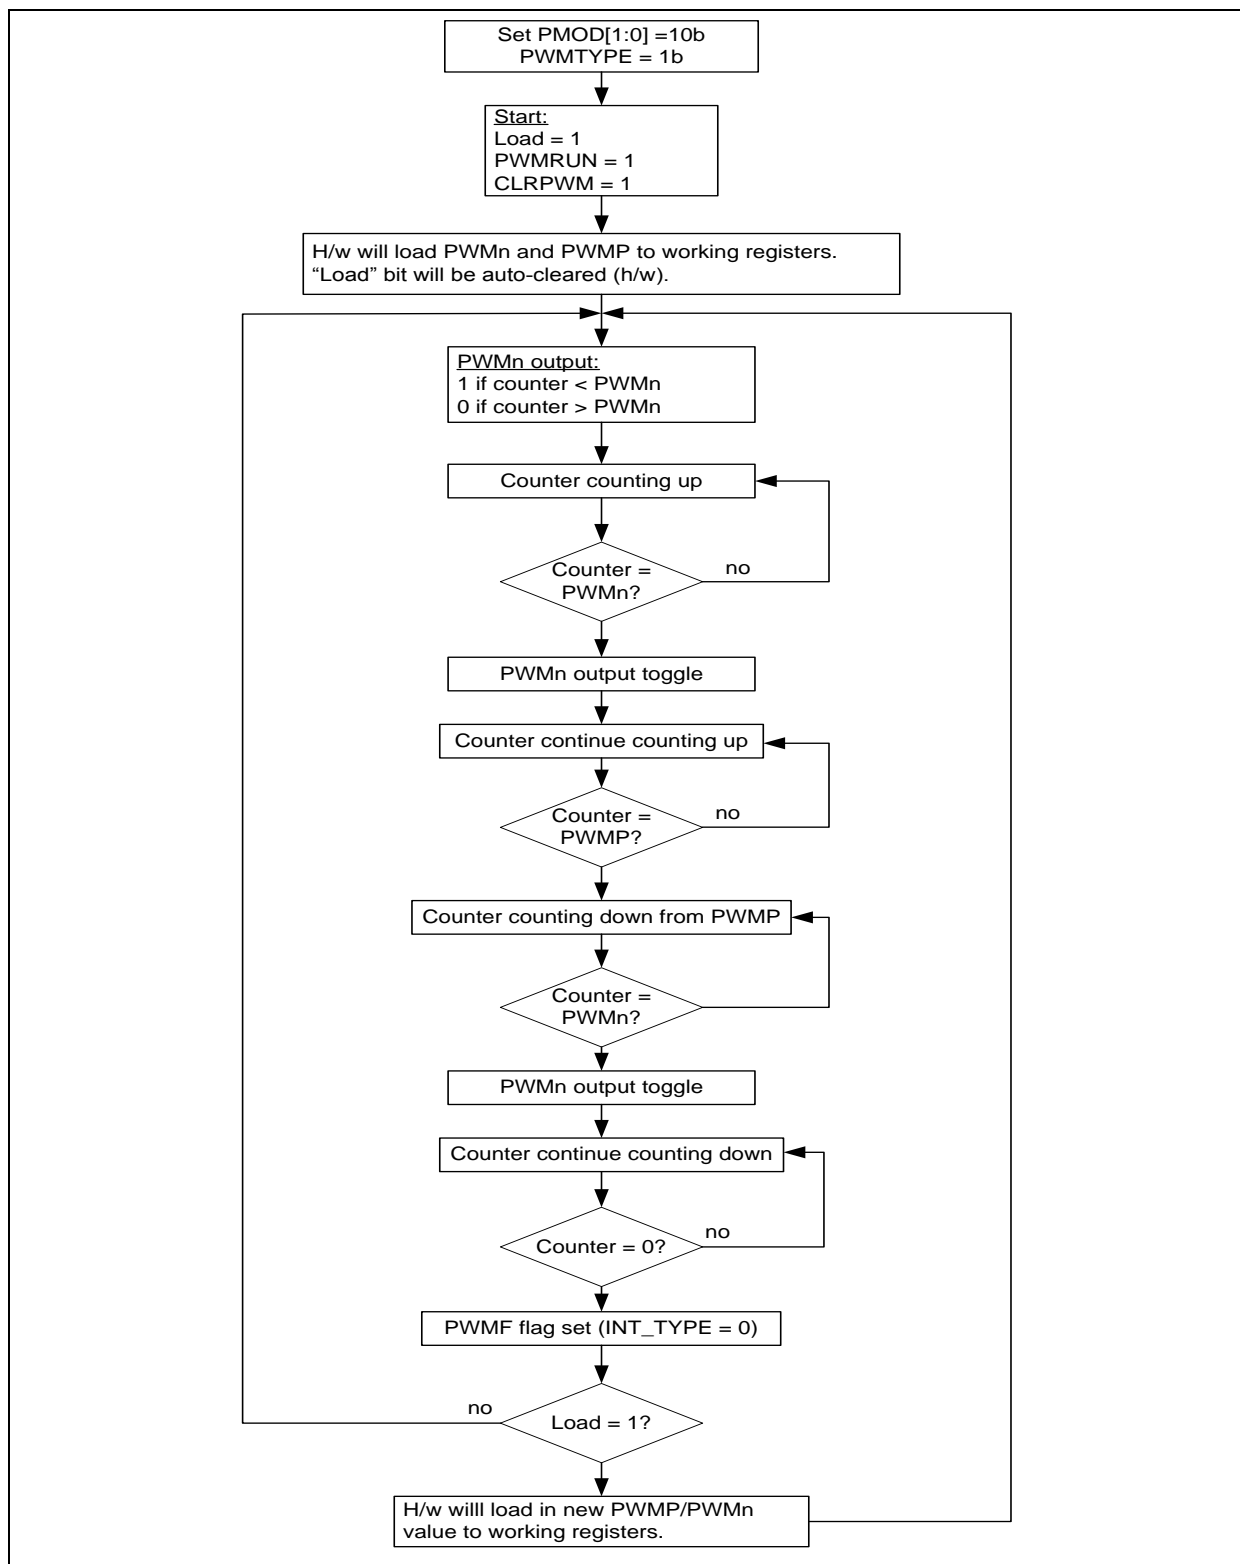 Set PMOD[1:0] =10b
PWMTYPE = 1b
Start:
Load = 1
PWMRUN = 1
CLRPWM = 1
H/w will load PWMn and PWMP to working registers.
“Load” bit will be auto-cleared (h/w).
PWMn output:
1 if counter < PWMn
0 if counter > PWMn
Counter counting up
Counter =
PWMn?
no
PWMn output toggle
Counter continue counting up
Counter =
PWMP?
no
Counter counting down from PWMP
Counter =
PWMn?
PWMn output toggle
Counter continue counting down
Counter = 0?
no
PWMF flag set (INT_TYPE = 0)
no
Load = 1?
H/w willl load in new PWMP/PWMn
value to working registers.